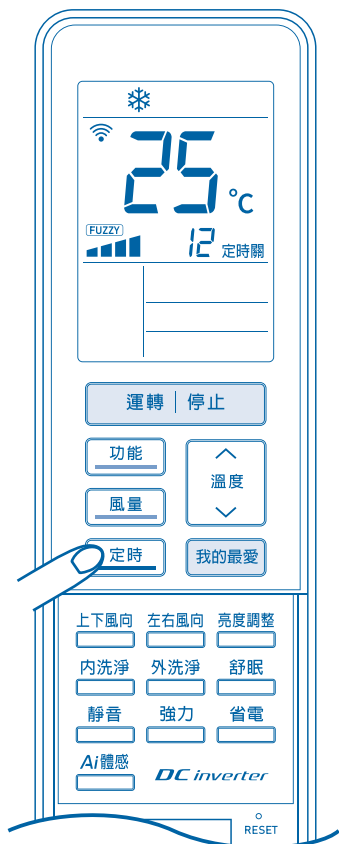 25 °C
FUZZY 12 定時關
運轉 | 停止
功能
溫度
風量
定時 我的最愛
上下風向 左右風向 亮度調整
內洗淨 外洗淨 舒眠
靜音 強力 省電
Ai體感 DC inverter
RESET